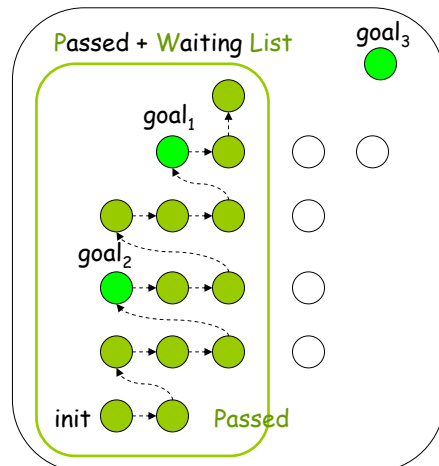 goal3
Passed + Waiting List
goal1
goal2
init
Passed